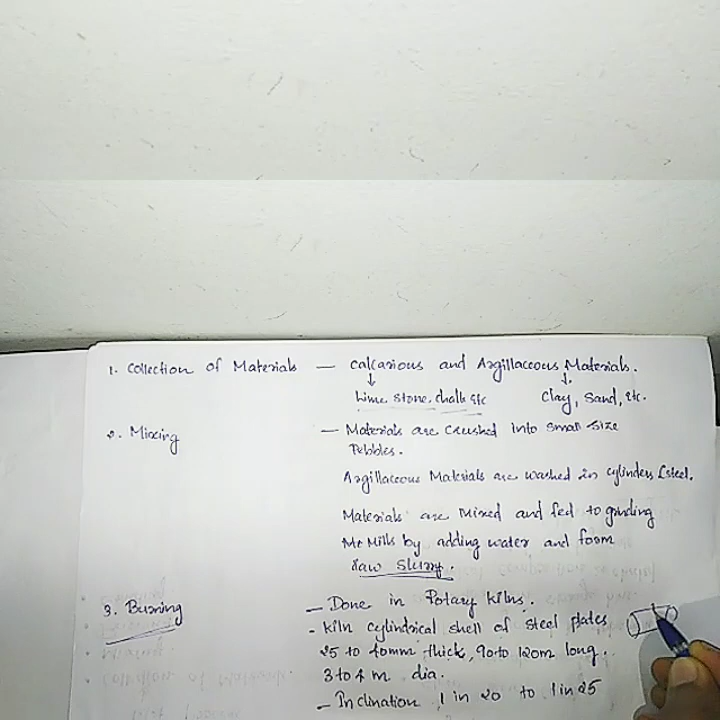 1. Collection of Materials — Calcarious and Argillaceous Materials.
Lime stone, chalk etc Clay, Sand, etc.
2. Mixing — Materials are crushed into small size
Pebbles.
Argillaceous Materials are washed in cylinders (steel.
Materials are Mixed and fed to grinding
Mills by adding water and form
raw slurry.
3. Burning — Done in Rotary kilns.
- Kiln cylindrical shell of steel plates
25 to 40mm thick, 90 to 120m long.
3 to 4 m dia.
- Inclination 1 in 20 to 1 in 25